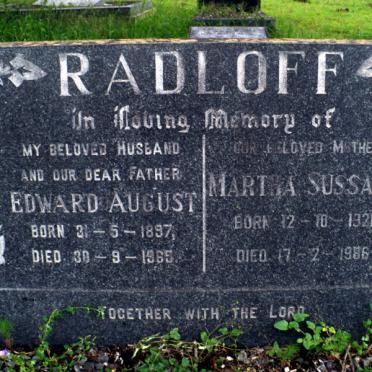 RADLOFF
In Loving Memory of
MY BELOVED HUSBAND
AND OUR DEAR FATHER
EDWARD AUGUST
BORN 31-5-1897,
DIED 30-9-1965.
OUR BELOVED MOTHE
MARTHA SUSSA
BORN 12-10-192
DIED 17-2-1986
TOGETHER WITH THE LORD